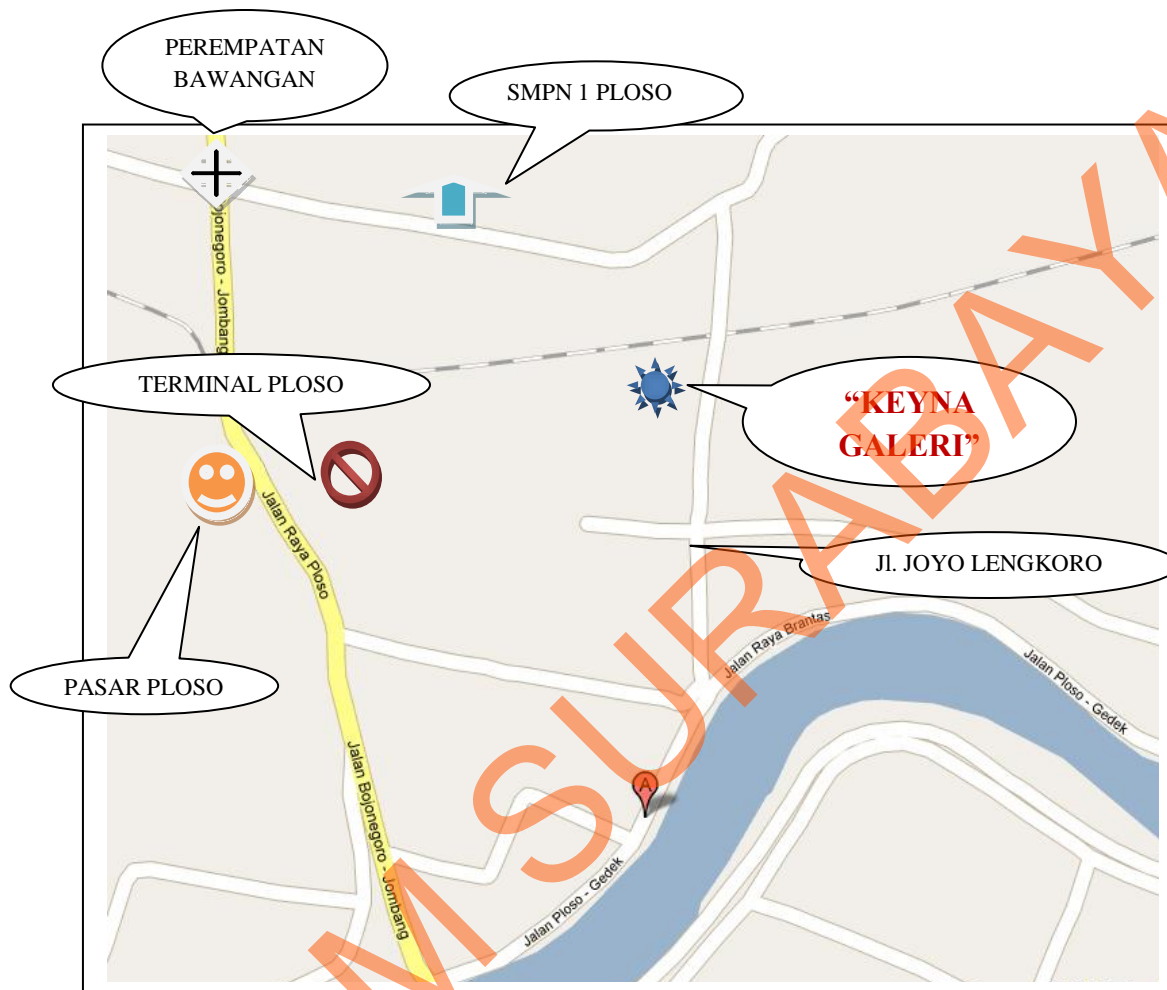 PEREMPATAN
BAWANGAN
SMPN 1 PLOSO
ojonegoro - Jombang
TERMINAL PLOSO
“KEYNA
GALERI”
Jalan Raya Ploso
Jl. JOYO LENGKORO
PASAR PLOSO
Jalan Raya Brantas
Jalan Ploso - Gedek
A
Jalan Bojonegoro - Jombang
Jalan Ploso - Gedek
M SURABAYA